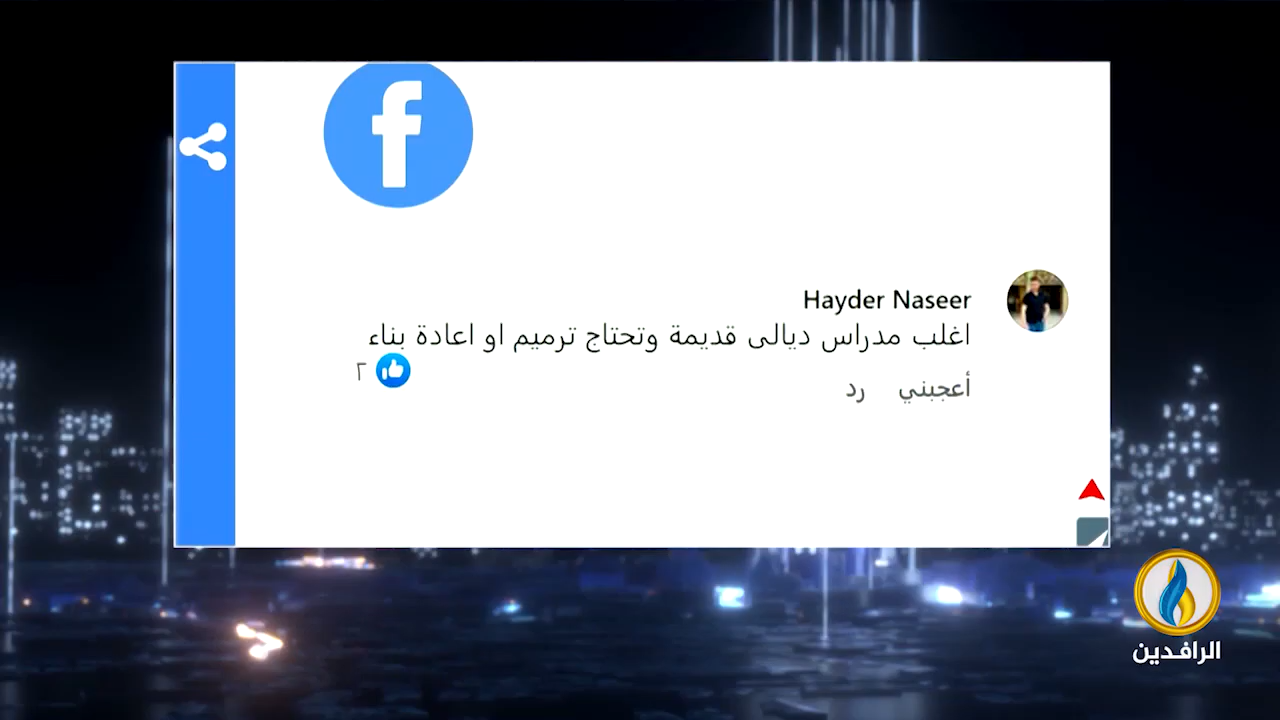 f
Hayder Naseer
اغلب مدراس ديالى قديمة وتحتاج ترميم او اعادة بناء
٢
أعجبني رد
الرافدين